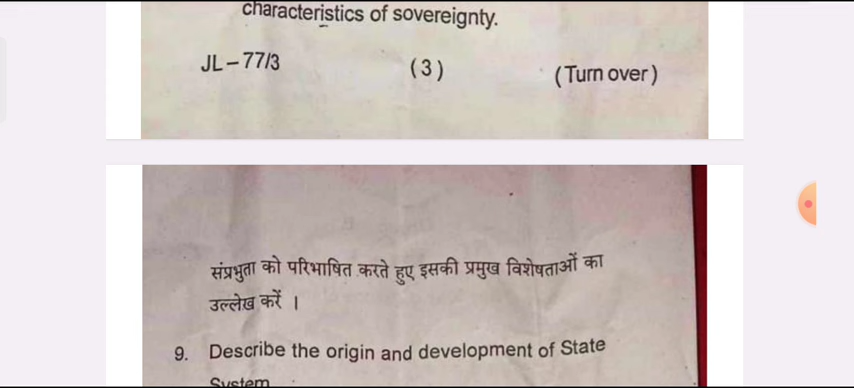 characteristics of sovereignty.
JL – 77/3 (3) (Turn over)
संप्रभुता को परिभाषित करते हुए इसकी प्रमुख विशेषताओं का
उल्लेख करें ।
9. Describe the origin and development of State
System